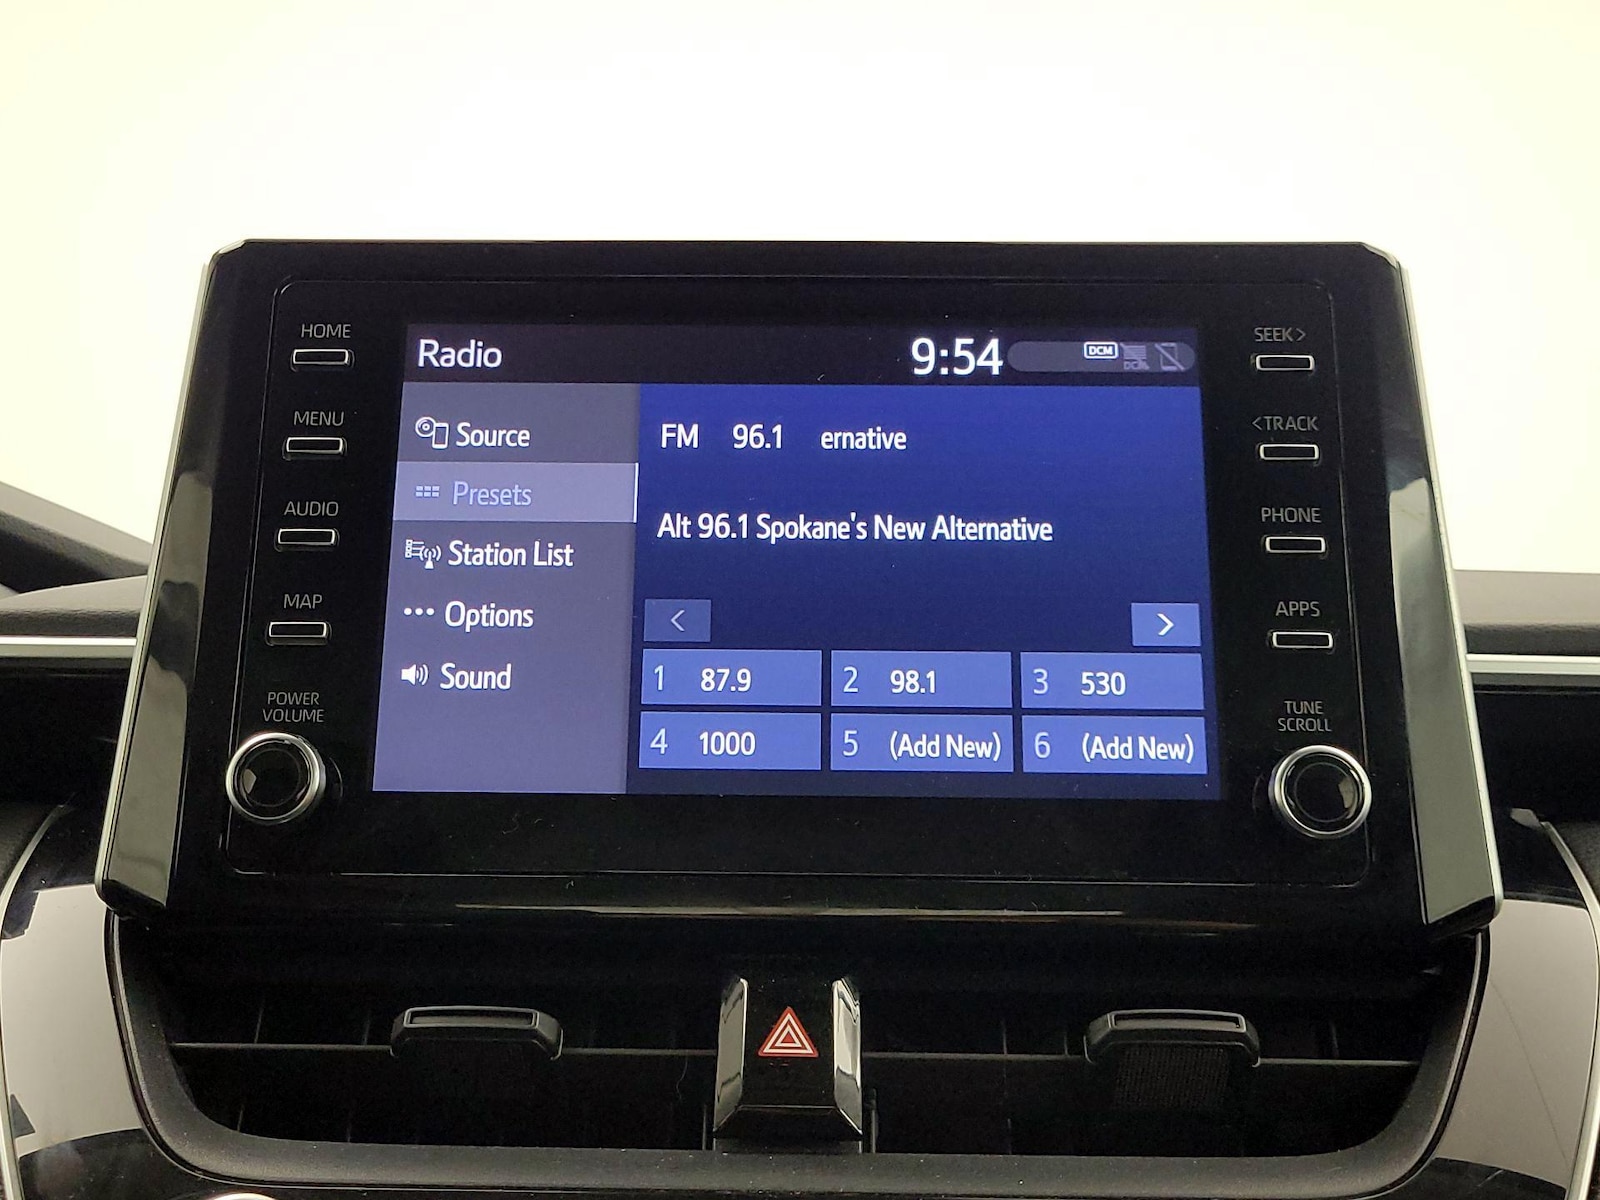 HOME
MENU
AUDIO
MAP
POWER
VOLUME
Radio
9:54
DCM
Source
Presets
Station List
Options
Sound
FM 96.1 ernative
Alt 96.1 Spokane's New Alternative
< >
1 87.9 2 98.1 3 530
4 1000 5 (Add New) 6 (Add New)
SEEK>
<TRACK
PHONE
APPS
TUNE
SCROLL